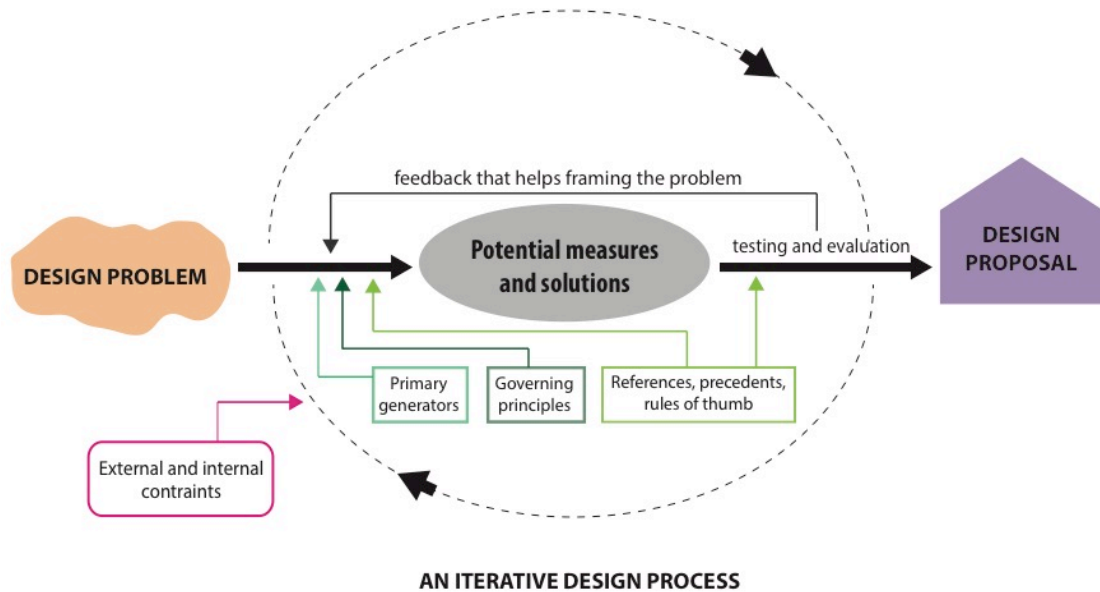 feedback that helps framing the problem
DESIGN PROBLEM
Potential measures
and solutions
testing and evaluation
DESIGN
PROPOSAL
Primary
generators
Governing
principles
References, precedents,
rules of thumb
External and internal
contraints
AN ITERATIVE DESIGN PROCESS